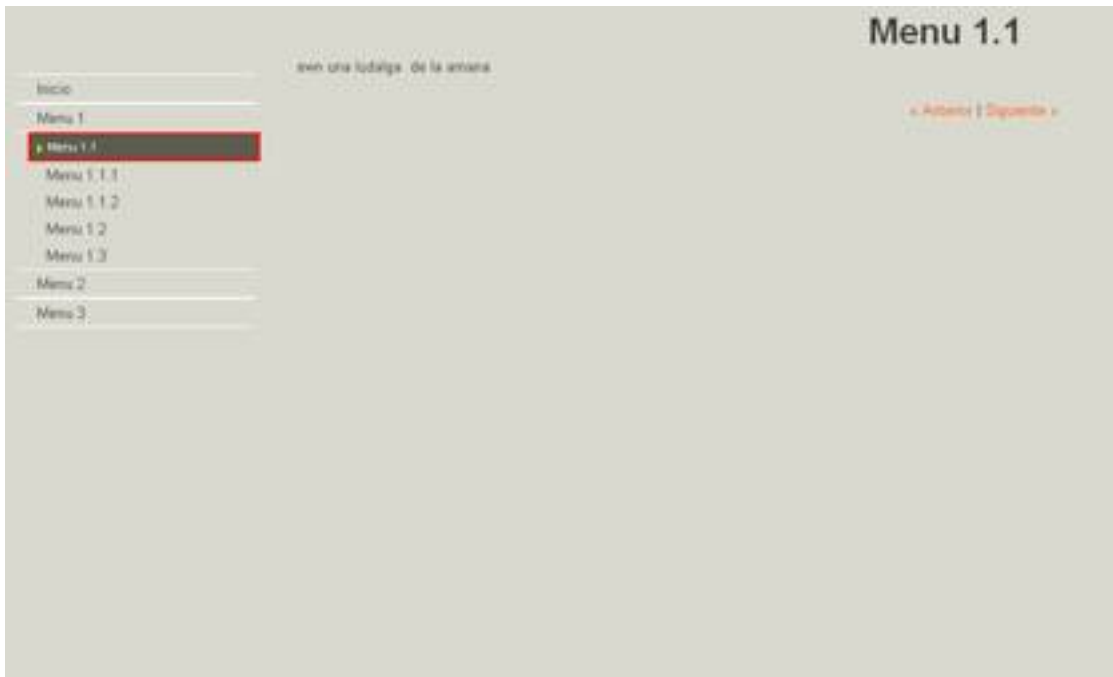 Menu 1.1
una de la
Inicio
Menu 1
« Anterior | Siguiente »
Menu 1.1
Menu 1.1.1
Menu 1.1.2
Menu 1.2
Menu 1.3
Menu 2
Menu 3